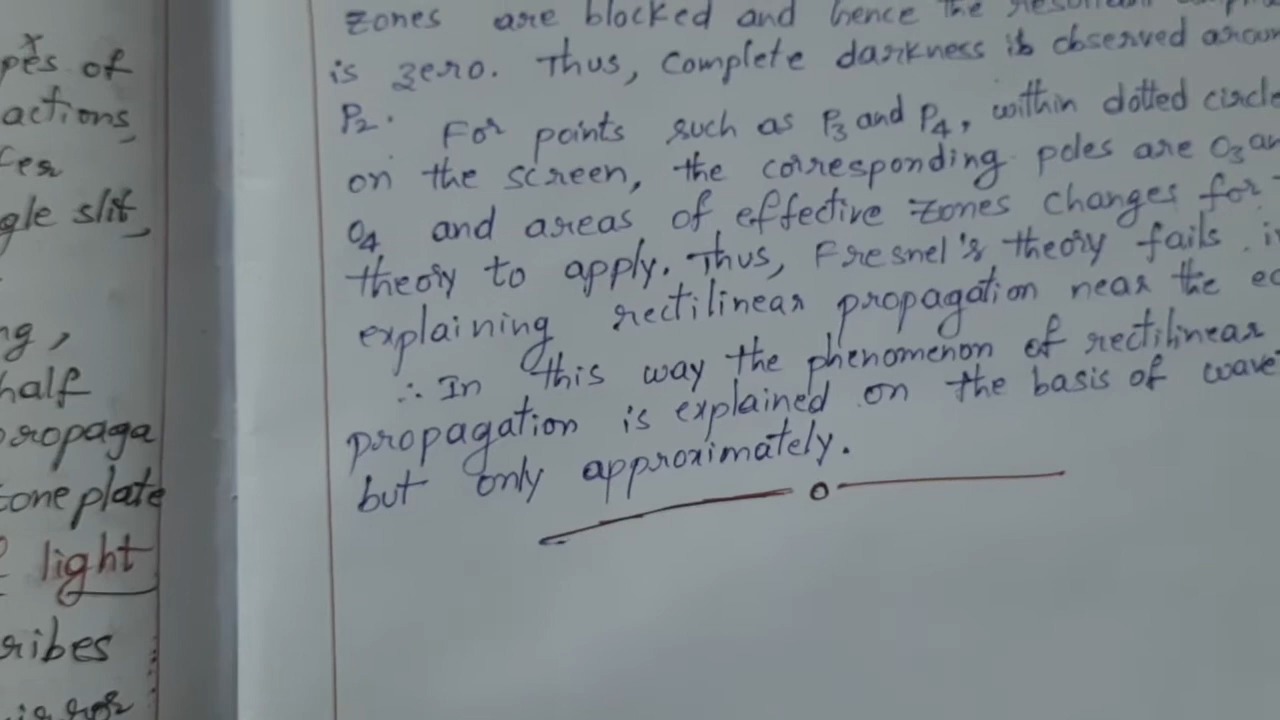 pes of
actions,
gle slit,
half
propaga
zone plate
light
ribes
zones are blocked and hence the
is zero. Thus, complete darkness is observed
P2. For points such as P3 and P4, within dotted circle
on the screen, the corresponding poles are O3
O4 and areas of effective zones changes for
theory to apply. Thus, Fresnel's theory fails
explaining rectilinear propagation near the
∴ In this way the phenomenon of rectilinear
propagation is explained on the basis of wave
but only approximately.